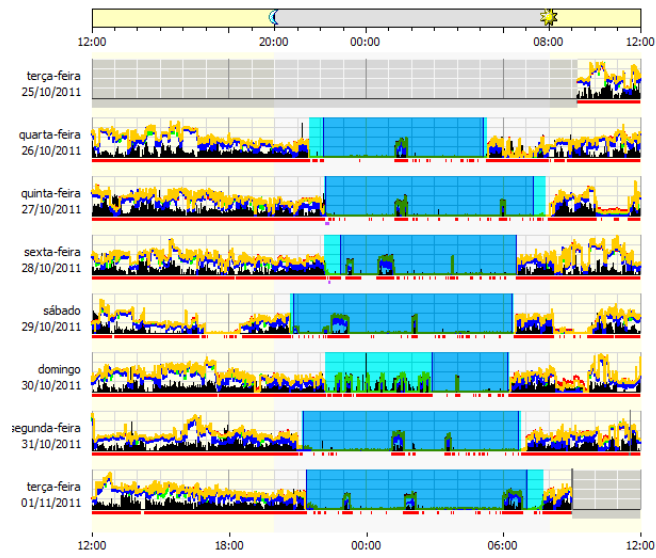 12:00 20:00 00:00 08:00 12:00
terça-feira
25/10/2011
quarta-feira
26/10/2011
quinta-feira
27/10/2011
sexta-feira
28/10/2011
sábado
29/10/2011
domingo
30/10/2011
segunda-feira
31/10/2011
terça-feira
01/11/2011
12:00 18:00 00:00 06:00 12:00